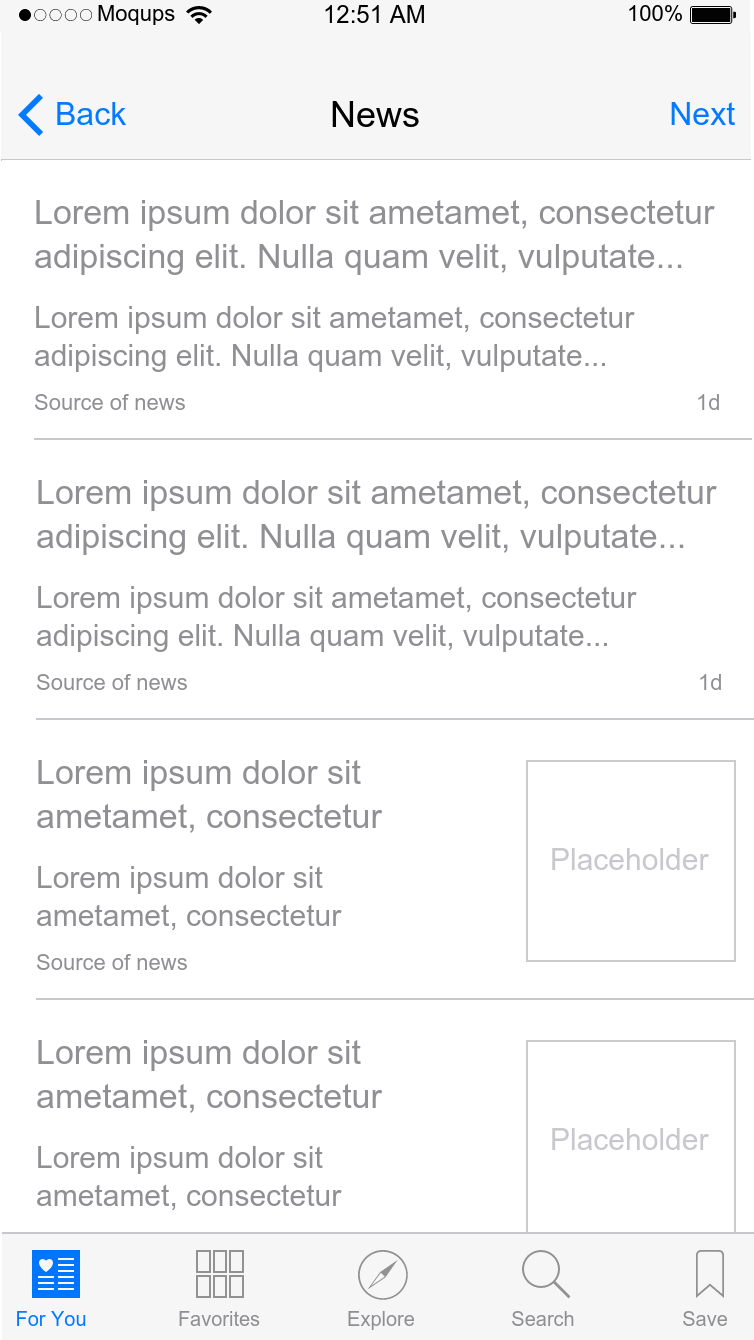 Moqups 12:51 AM 100%
Back News Next
Lorem ipsum dolor sit ametamet, consectetur
adipiscing elit. Nulla quam velit, vulputate...
Lorem ipsum dolor sit ametamet, consectetur
adipiscing elit. Nulla quam velit, vulputate...
Source of news 1d
Lorem ipsum dolor sit ametamet, consectetur
adipiscing elit. Nulla quam velit, vulputate...
Lorem ipsum dolor sit ametamet, consectetur
adipiscing elit. Nulla quam velit, vulputate...
Source of news 1d
Lorem ipsum dolor sit
ametamet, consectetur
Lorem ipsum dolor sit
ametamet, consectetur
Source of news
Placeholder
Lorem ipsum dolor sit
ametamet, consectetur
Lorem ipsum dolor sit
ametamet, consectetur
Placeholder
For You Favorites Explore Search Save